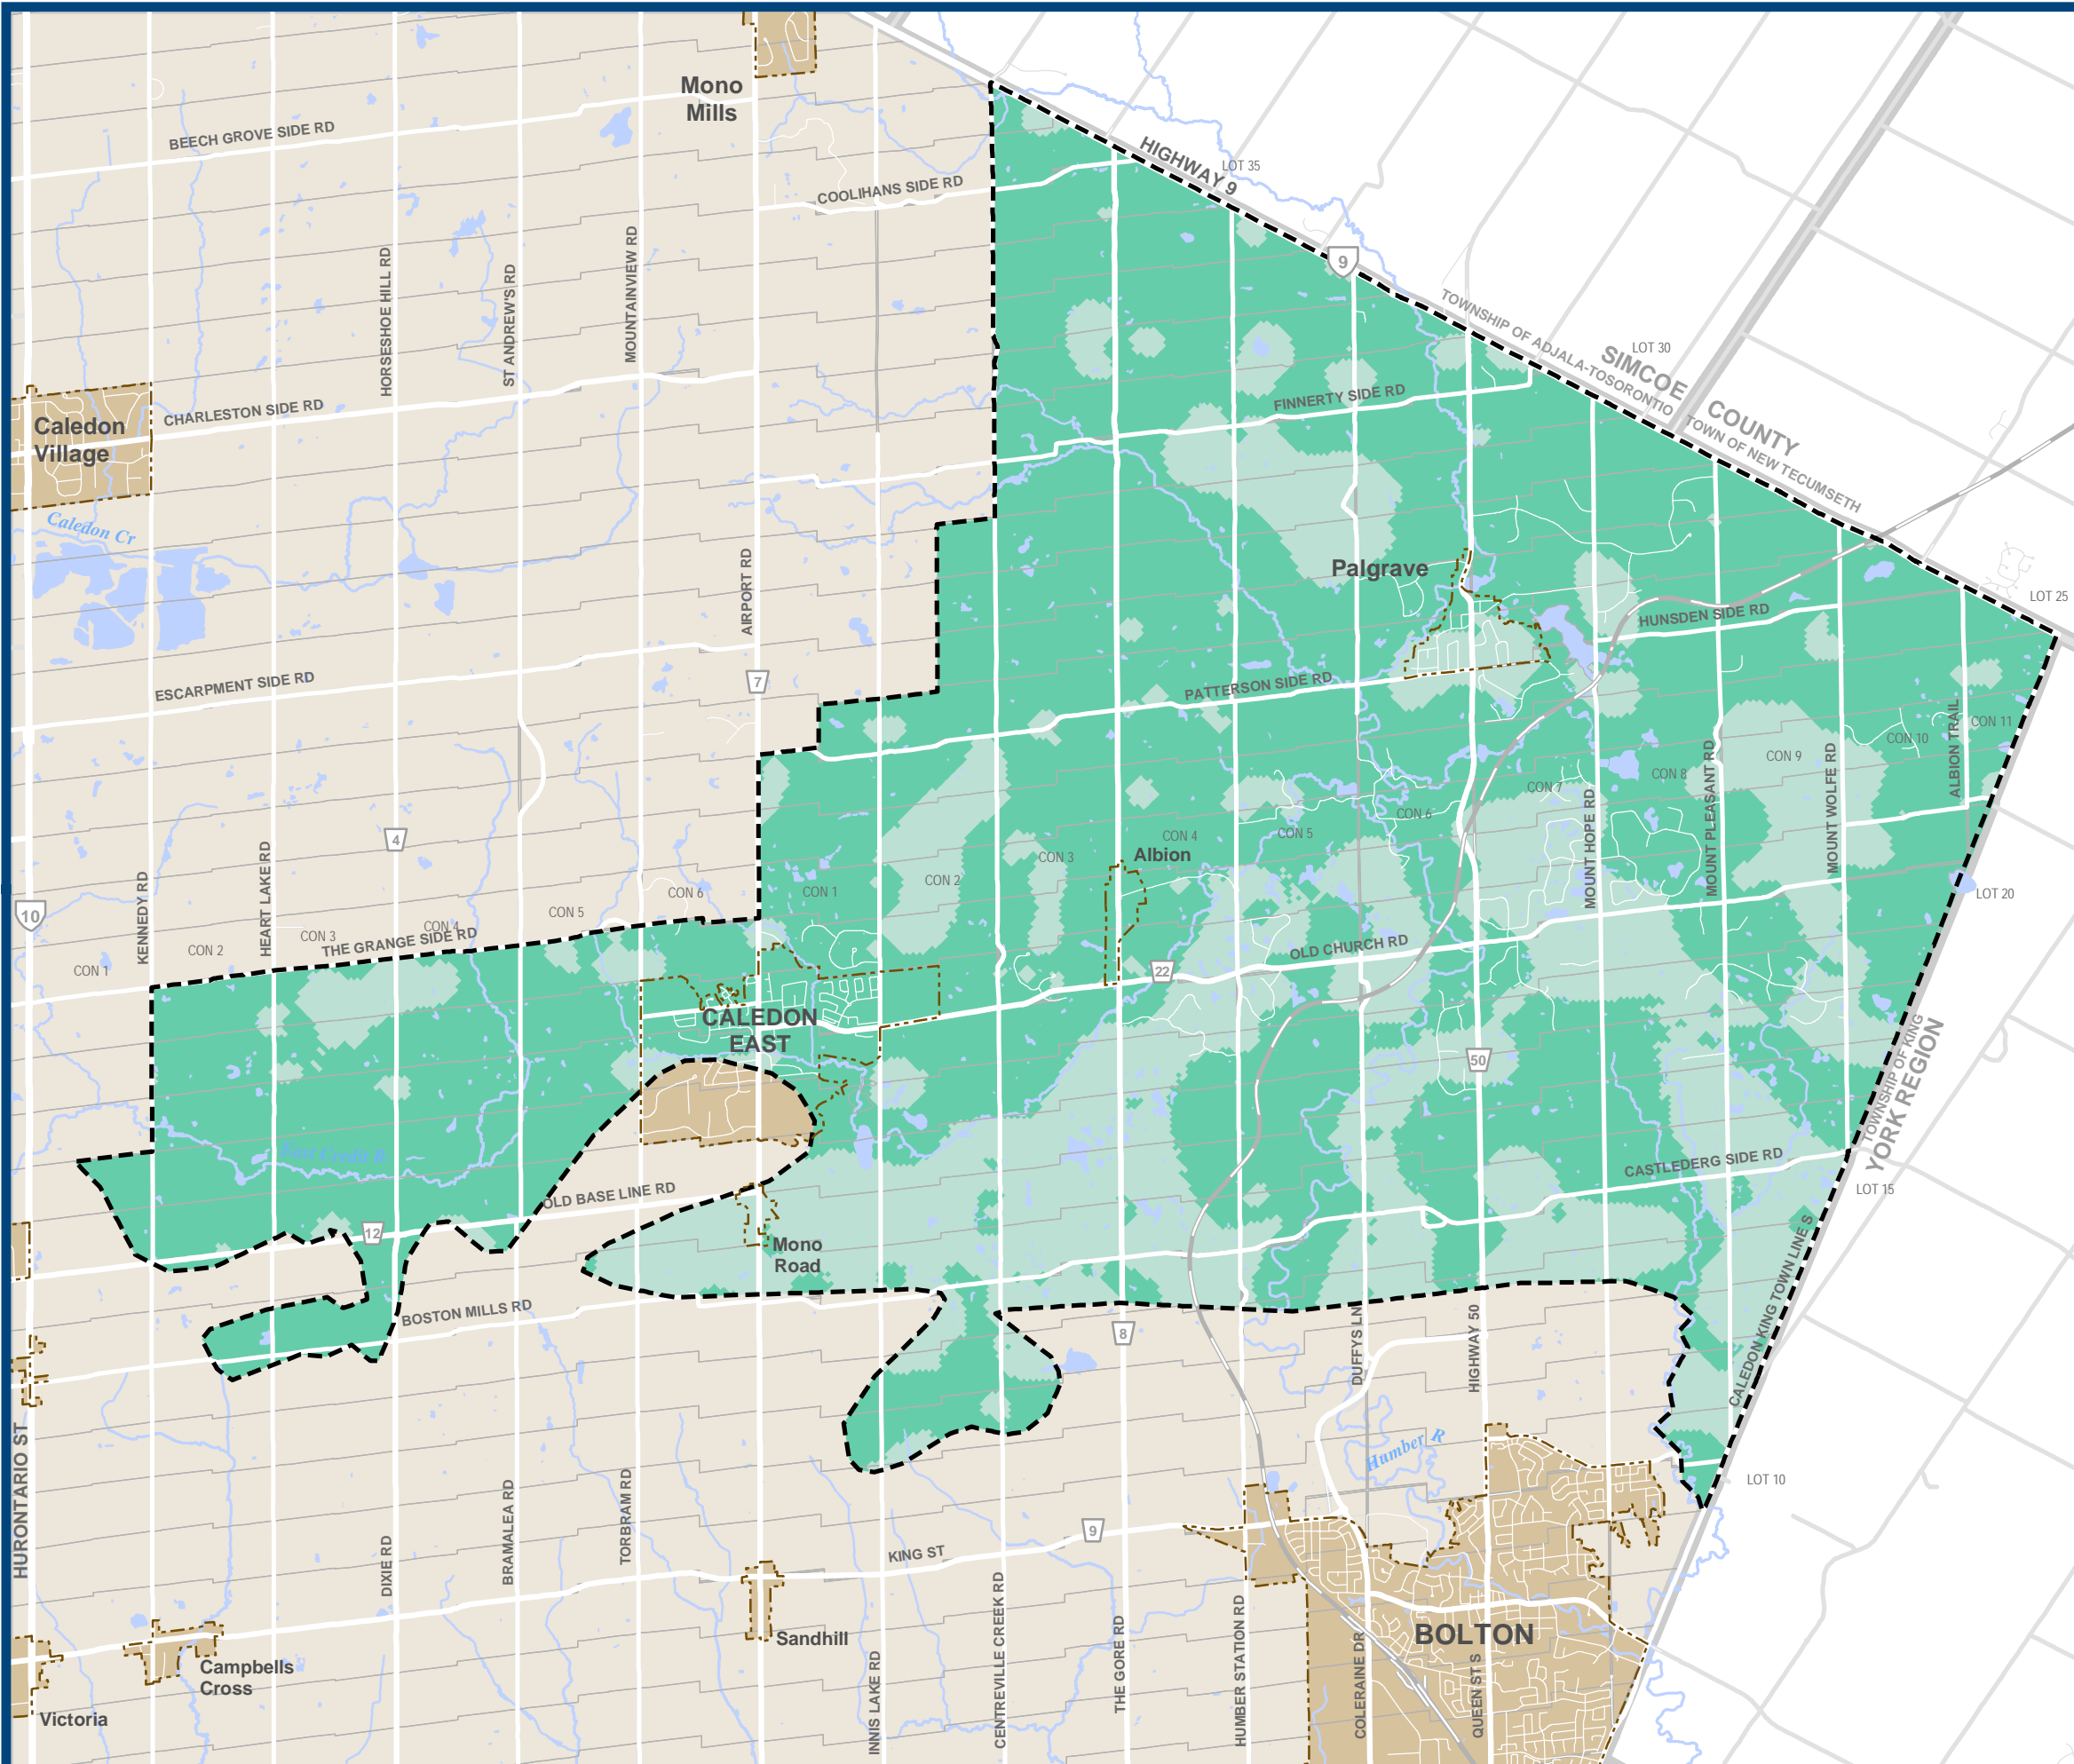 Mono
Mills
BEECH GROVE SIDE RD
COOLIHANS SIDE RD
HIGHWAY 9
LOT 35
9
HORSESHOE HILL RD
ST ANDREW'S RD
MOUNTAINVIEW RD
TOWNSHIP OF ADJALA-TOSORONTIO
SIMCOE
COUNTY
LOT 30
TOWN OF NEW TECUMSETH
CHARLESTON SIDE RD
FINNERTY SIDE RD
Caledon
Village
Caledon Cr
Palgrave
AIRPORT RD
LOT 25
HUNSDEN SIDE RD
ESCARPMENT SIDE RD
7
PATTERSON SIDE RD
CON 11
CON 10
CON 9
CON 8
CON 7
CON 6
CON 5
CON 4
ALBION TRAIL
MOUNT WOLFE RD
MOUNT PLEASANT RD
MOUNT HOPE RD
4
Albion
CON 3
CON 2
CON 1
CON 6
CON 5
CON 4
CON 3
CON 2
CON 1
10
KENNEDY RD
HEART LAKE RD
THE GRANGE SIDE RD
LOT 20
OLD CHURCH RD
22
CALEDON
EAST
50
TOWNSHIP OF KING
YORK REGION
East Credit R
CASTLEDERG SIDE RD
LOT 15
OLD BASE LINE RD
12
Mono
Road
BOSTON MILLS RD
8
CALEDON KING TOWN LINE S
DUFFYS LN
HIGHWAY 50
HURONTARIO ST
Humber R
LOT 10
DIXIE RD
BRAMALEA RD
TORBRAM RD
9
KING ST
INNIS LAKE RD
CENTREVILLE CREEK RD
THE GORE RD
HUMBER STATION RD
COLERAINE DR
QUEEN ST S
BOLTON
Sandhill
Campbells
Cross
Victoria